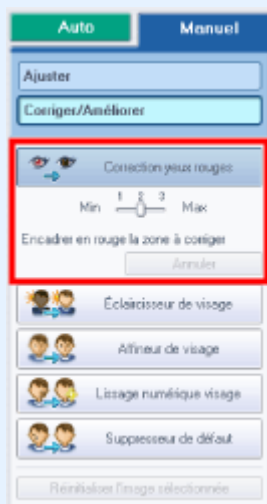 Auto Manuel
Ajuster
Corriger/Améliorer
Correction yeux rouges
1 2 3
Min Max
Encadrer en rouge la zone à corriger
Annuler
Éclaircisseur de visage
Affineur de visage
Lissage numérique visage
Suppresseur de défaut
Réinitialiser l'image sélectionnée